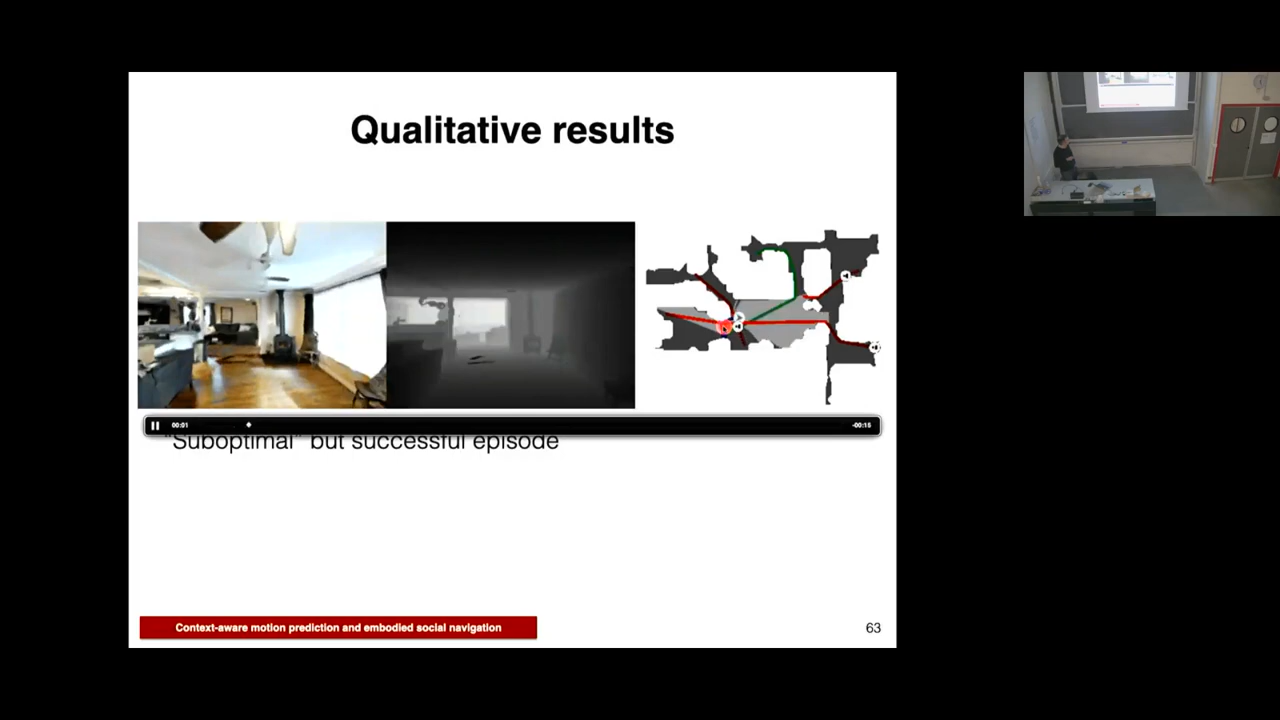 Qualitative results
00:01
-00:15
"Suboptimal" but successful episode
Context-aware motion prediction and embodied social navigation
63